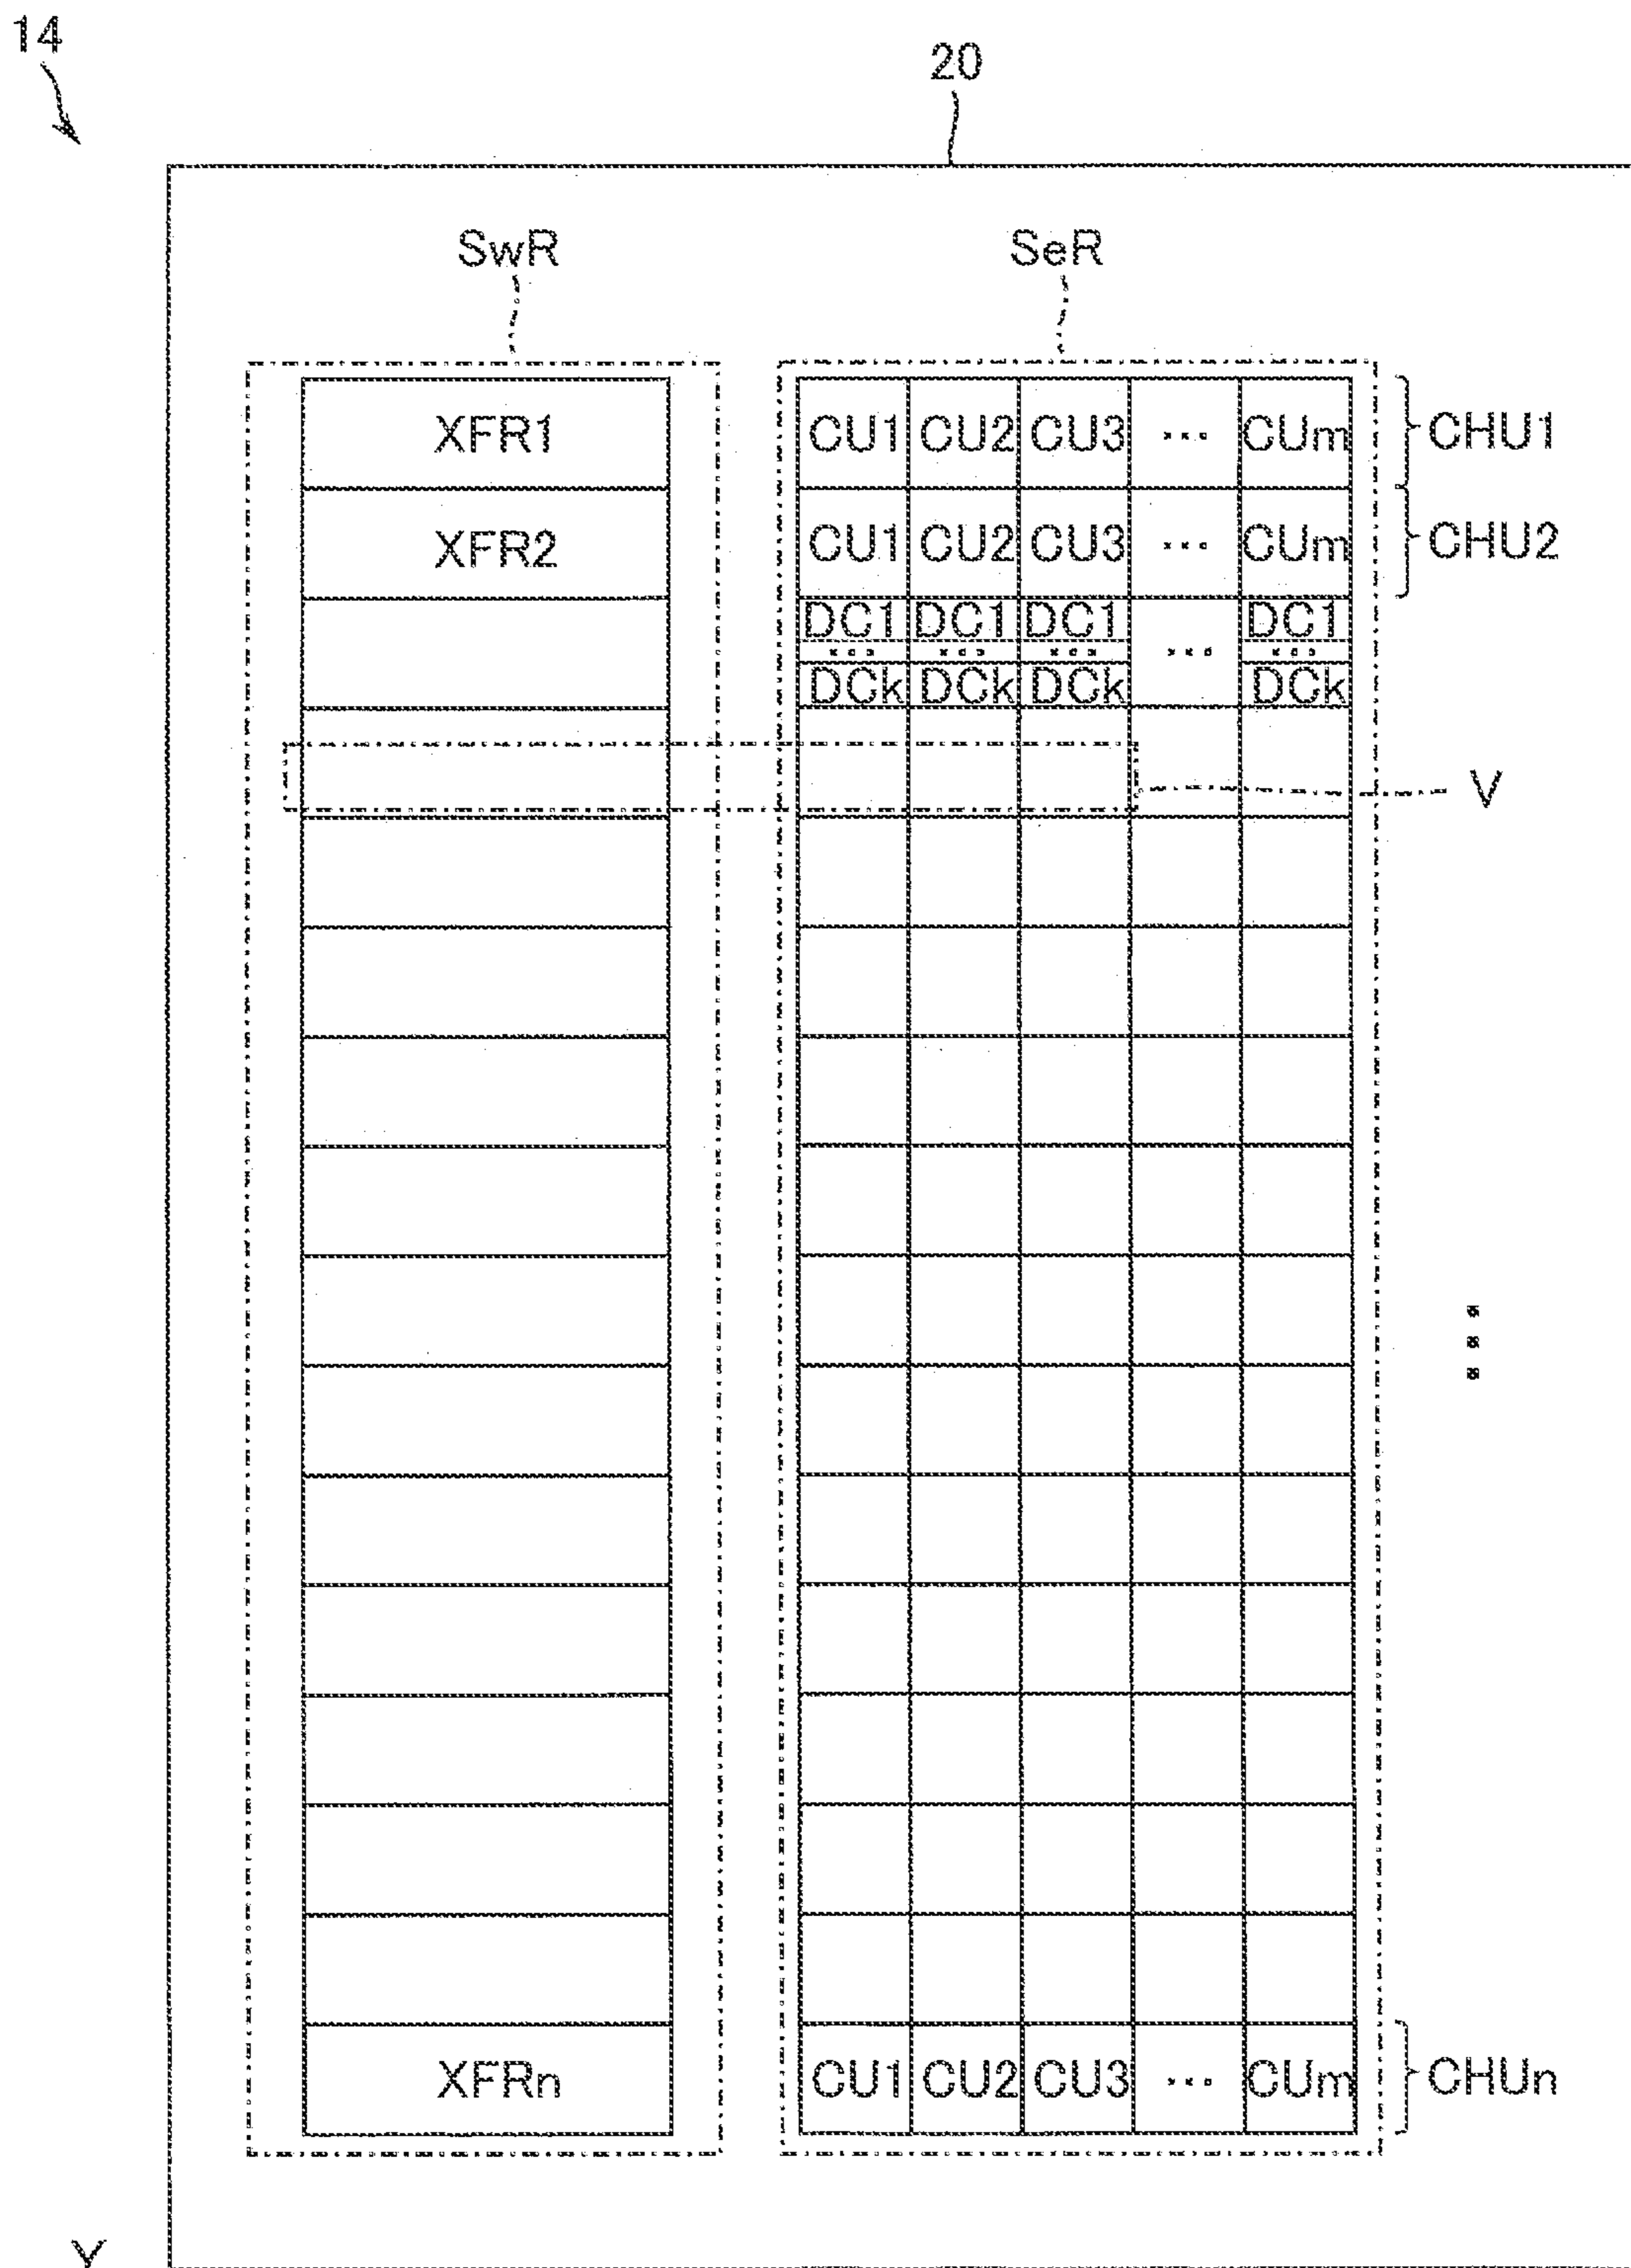 14
20
SwR SeR
XFR1 CU1 CU2 CU3 ... CUm CHU1
XFR2 CU1 CU2 CU3 ... CUm CHU2
DC1 DC1 DC1 DC1
... ... ... ... ...
DCk DCk DCk DCk
V
XFRn CU1 CU2 CU3 ... CUm CHUn
Y